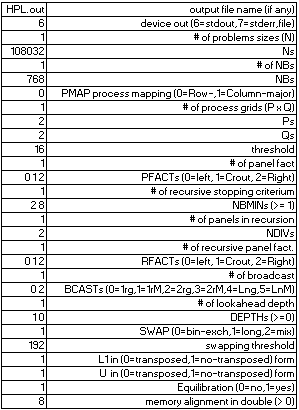 HPL.out output file name (if any)
6 device out (6=stdout,7=stderr,file)
1 # of problems sizes (N)
108032 Ns
1 # of NBs
768 NBs
0 PMAP process mapping (0=Row-,1=Column-major)
1 # of process grids (P x Q)
2 Ps
2 Qs
16 threshold
1 # of panel fact
0 1 2 PFACTs (0=left, 1=Crout, 2=Right)
1 # of recursive stopping criterium
2 8 NBMINs (>= 1)
1 # of panels in recursion
2 NDIVs
1 # of recursive panel fact.
0 1 2 RFACTs (0=left, 1=Crout, 2=Right)
1 # of broadcast
0 2 BCASTs (0=1rg,1=1rM,2=2rg,3=2rM,4=Lng,5=LnM)
1 # of lookahead depth
1 0 DEPTHs (>=0)
1 SWAP (0=bin-exch,1=long,2=mix)
192 swapping threshold
1 L1 in (0=transposed,1=no-transposed) form
1 U in (0=transposed,1=no-transposed) form
1 Equilibration (0=no,1=yes)
8 memory alignment in double (> 0)